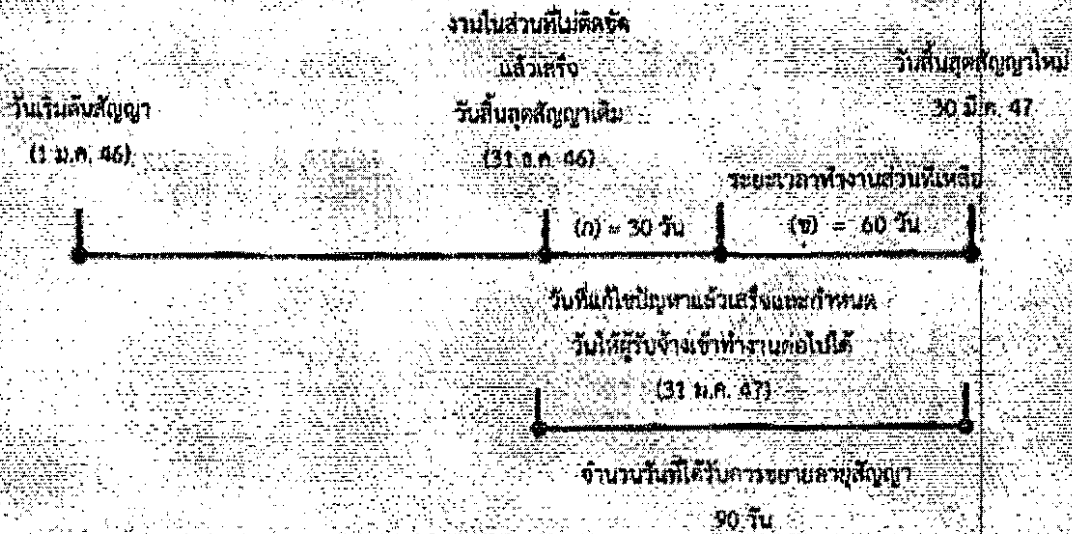 งานในส่วนที่ไม่ติดขัด
แล้วเสร็จ
วันสิ้นสุดสัญญาใหม่
วันเริ่มต้นสัญญา
วันสิ้นสุดสัญญาเดิม
30 มี.ค. 47
(1 ม.ค. 46)
(31 ธ.ค. 46)
ระยะเวลาทำงานส่วนที่เหลือ
(ก) = 30 วัน
(ข) = 60 วัน
วันที่แก้ไขปัญหาแล้วเสร็จและกำหนด
วันให้ผู้รับจ้างเข้าทำงานต่อไปได้
(31 ม.ค. 47)
จำนวนวันที่ได้รับการขยายอายุสัญญา
90 วัน